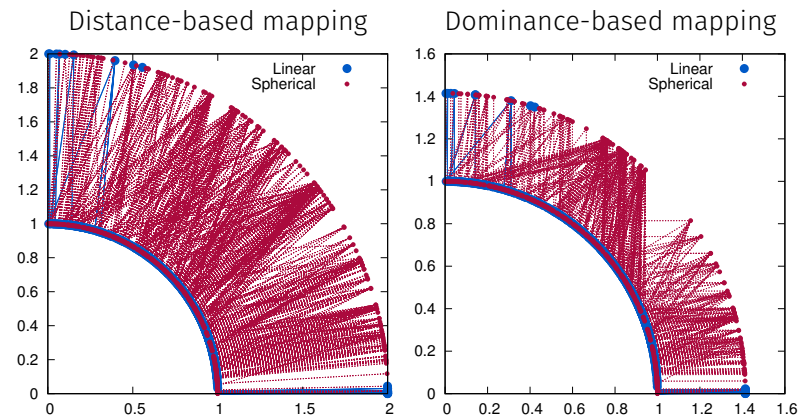 Distance-based mapping
2
1.8
1.6
1.4
1.2
1
0.8
0.6
0.4
0.2
0
0 0.5 1 1.5 2
Linear
Spherical
Dominance-based mapping
1.6
1.4
1.2
1
0.8
0.6
0.4
0.2
0
0 0.2 0.4 0.6 0.8 1 1.2 1.4 1.6
Linear
Spherical